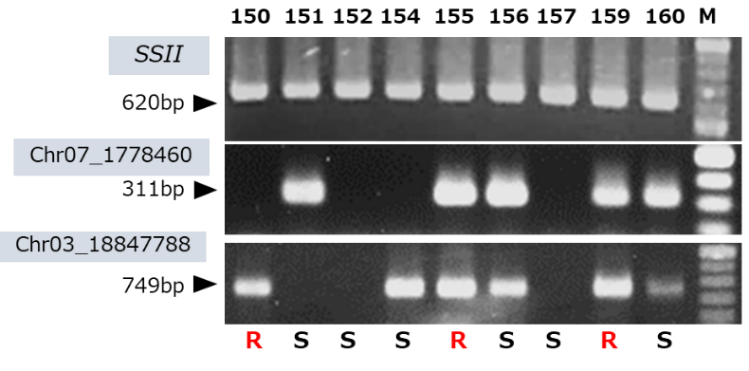 150 151 152 154 155 156 157 159 160 M
SSII
620bp
Chr07_1778460
311bp
Chr03_18847788
749bp
R S S S R S S R S